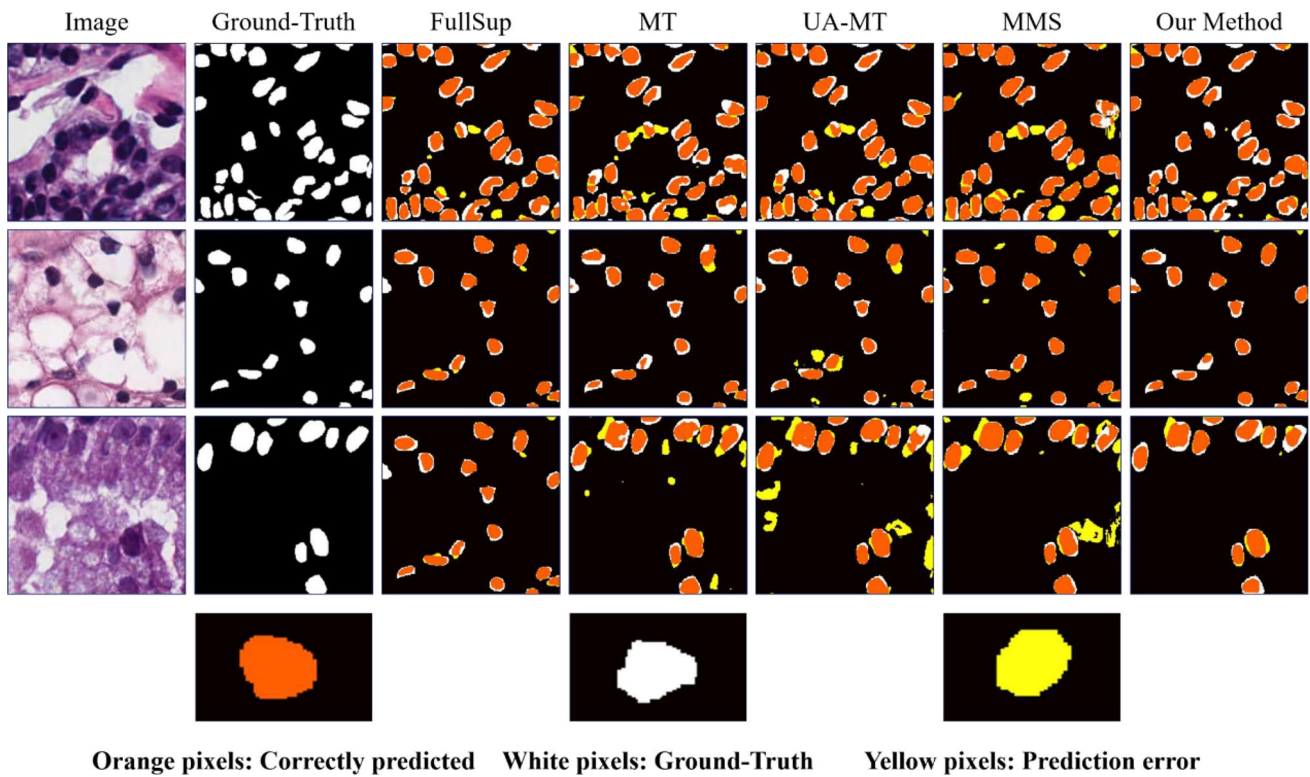 Image Ground-Truth FullSup MT UA-MT MMS Our Method
Orange pixels: Correctly predicted White pixels: Ground-Truth Yellow pixels: Prediction error